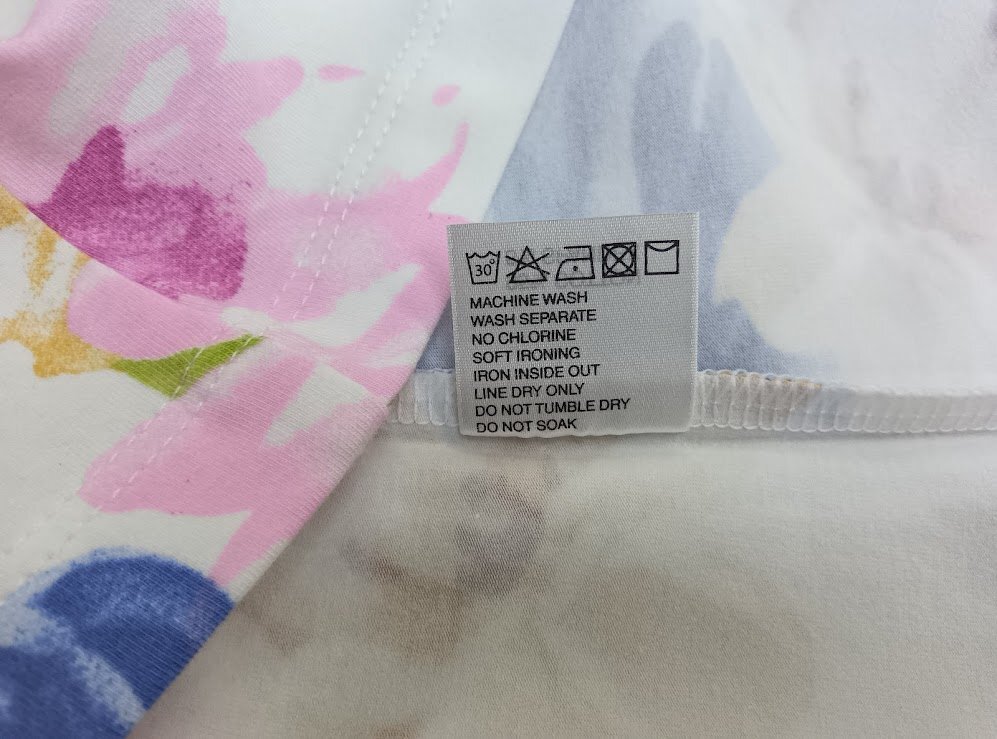 30°
MACHINE WASH
WASH SEPARATE
NO CHLORINE
SOFT IRONING
IRON INSIDE OUT
LINE DRY ONLY
DO NOT TUMBLE DRY
DO NOT SOAK